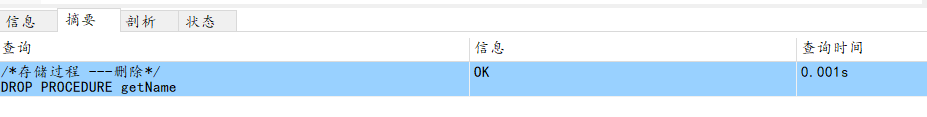 信息 摘要 剖析 状态
查询 信息 查询时间
/*存储过程 ---删除*/ OK 0.001s
DROP PROCEDURE getName